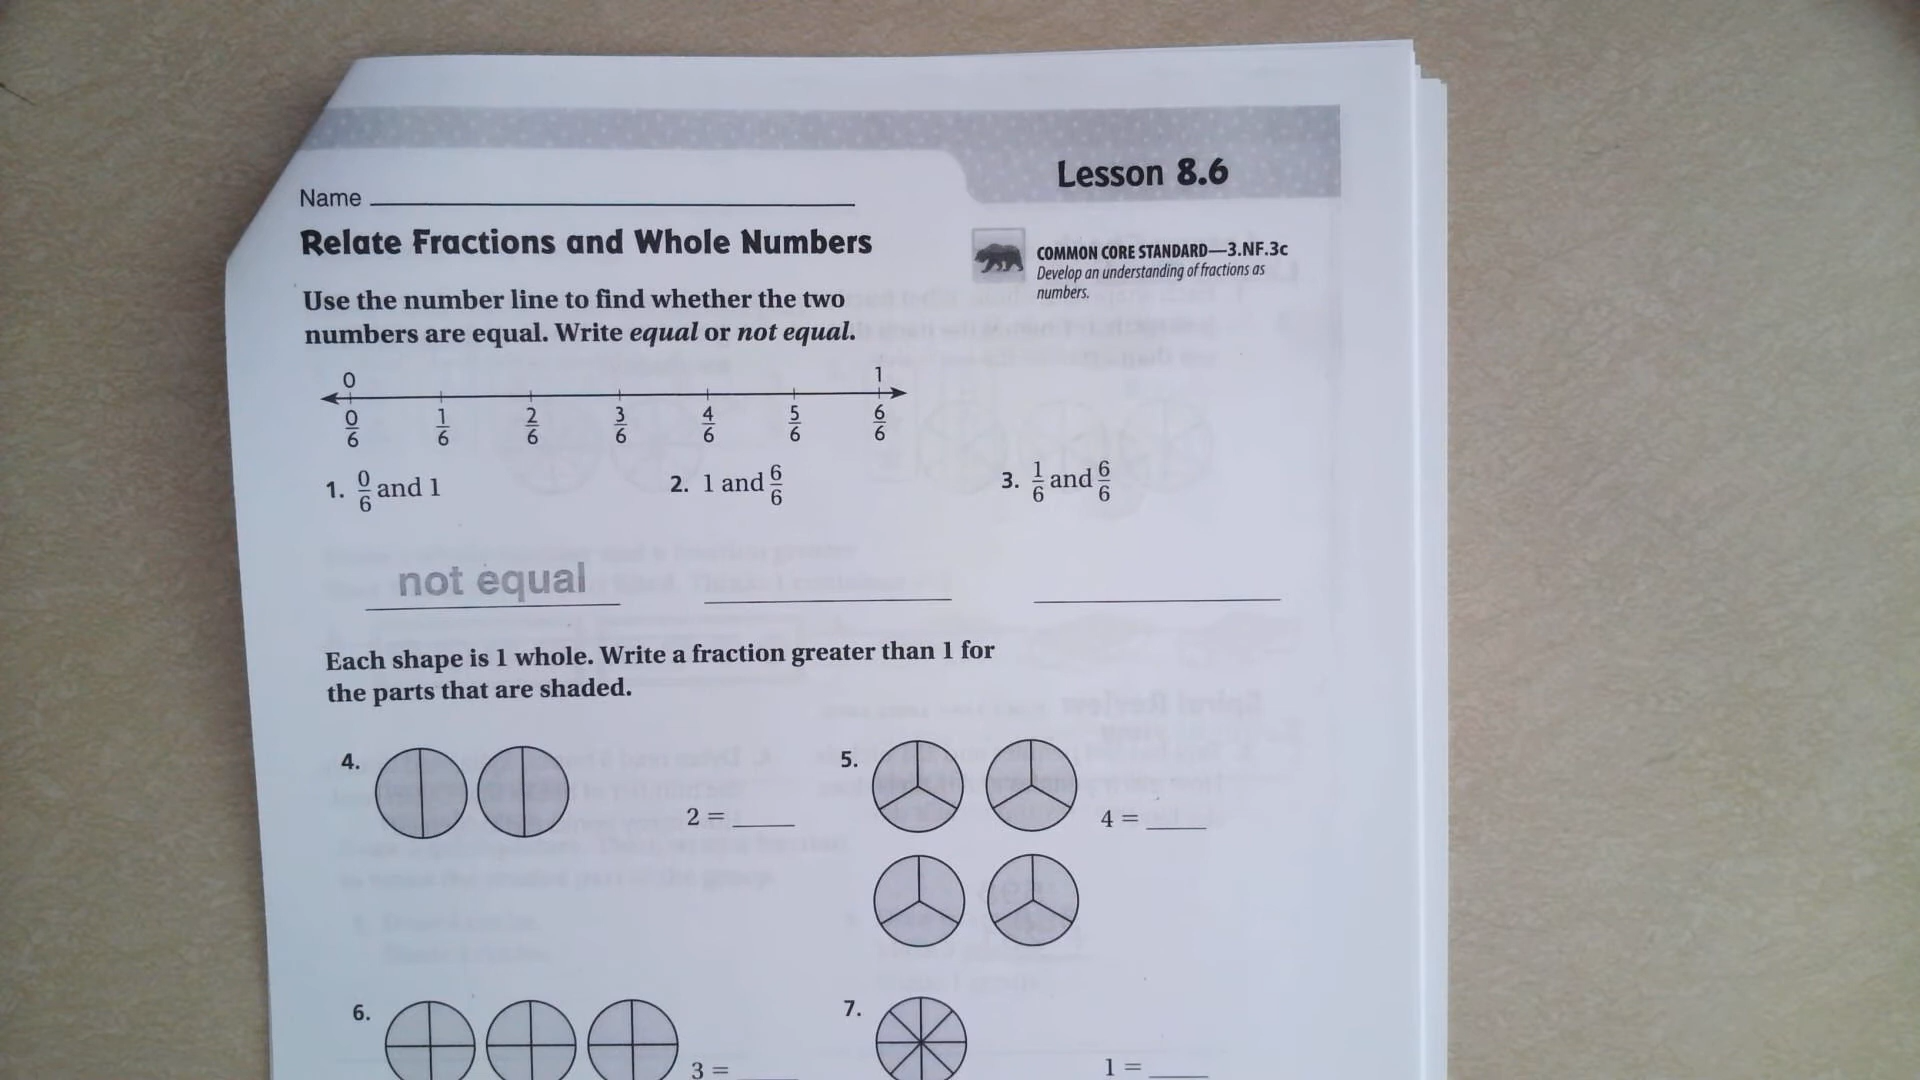 Lesson 8.6
Name
Relate Fractions and Whole Numbers
COMMON CORE STANDARD—3.NF.3c
Develop an understanding of fractions as
numbers.
Use the number line to find whether the two
numbers are equal. Write equal or not equal.
0 1
0/6 1/6 2/6 3/6 4/6 5/6 6/6
1. 0/6 and 1 2. 1 and 6/6 3. 1/6 and 6/6
not equal
Each shape is 1 whole. Write a fraction greater than 1 for
the parts that are shaded.
4. 2 = ____ 5. 4 = ____
6. 3 = ____ 7. 1 = ____